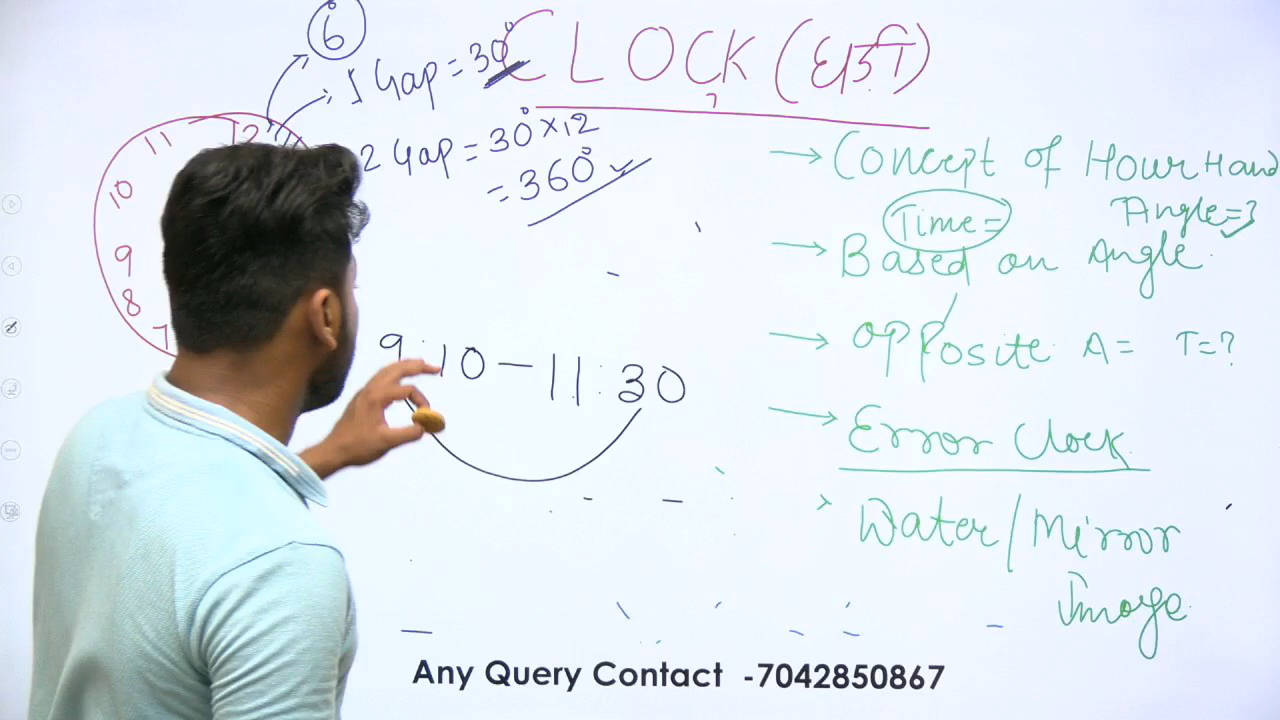 6°
1 Gap = 30°
CLOCK (घड़ी)
2 Gap = 30° × 12
= 360° ✓
12
11
10
9
8
7
→ Concept of Hour Hand
Time =
Angle =3
→ Based on Angle
→ opposite A = T = ?
9:10 - 11:30
→ Error Clock
Water/Mirror
Image
Any Query Contact -7042850867